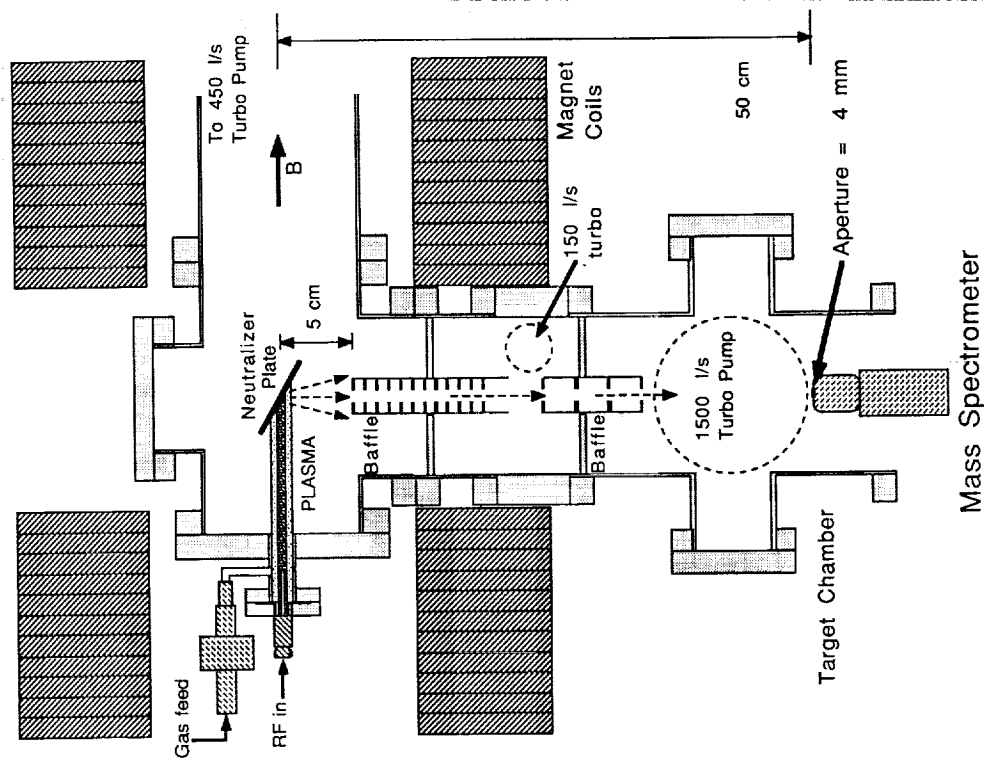 To 450 l/s
Turbo Pump
B
Neutralizer
Plate
5 cm
PLASMA
Gas feed
RF in
Baffle
Magnet
Coils
150 l/s
turbo
50 cm
Baffle
1500 l/s
Turbo Pump
Aperture = 4 mm
Target Chamber
Mass Spectrometer